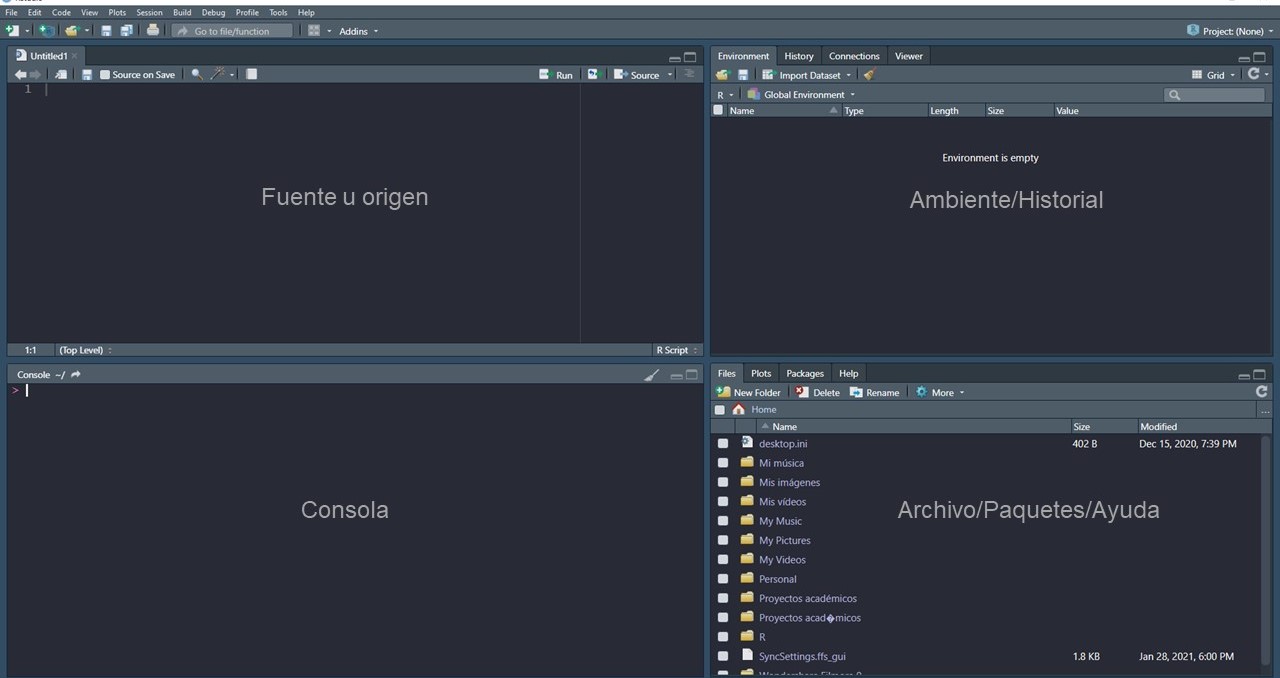 File Edit Code View Plots Session Build Debug Profile Tools Help
Go to file/function Addins Project: (None)
Untitled1
Source on Save Run Source
1
Fuente u origen
1:1 (Top Level) R Script
Environment History Connections Viewer
Import Dataset Grid
R Global Environment
Name Type Length Size Value
Environment is empty
Ambiente/Historial
Console ~/
>
Consola
Files Plots Packages Help
New Folder Delete Rename More
Home ...
Name Size Modified
desktop.ini 402 B Dec 15, 2020, 7:39 PM
Mi música
Mis imágenes
Mis vídeos
Archivo/Paquetes/Ayuda
My Music
My Pictures
My Videos
Personal
Proyectos académicos
Proyectos acad�micos
R
SyncSettings.ffs_gui 1.8 KB Jan 28, 2021, 6:00 PM